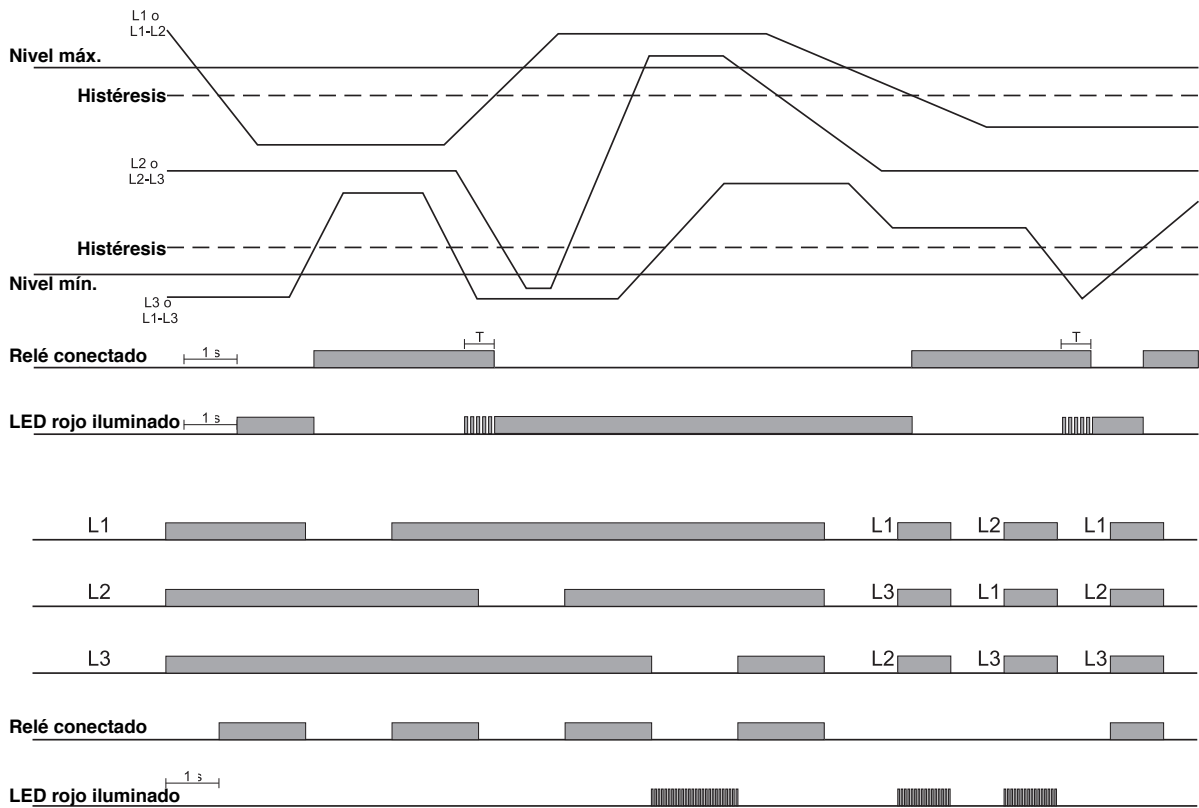 L1 o
L1-L2
Nivel máx.
Histéresis
L2 o
L2-L3
Histéresis
Nivel mín.
L3 o
L1-L3
T
T
Relé conectado
1 s
LED rojo iluminado
1 s
L1
L1
L2
L1
L2
L3
L1
L2
L3
L2
L3
L3
Relé conectado
1 s
LED rojo iluminado